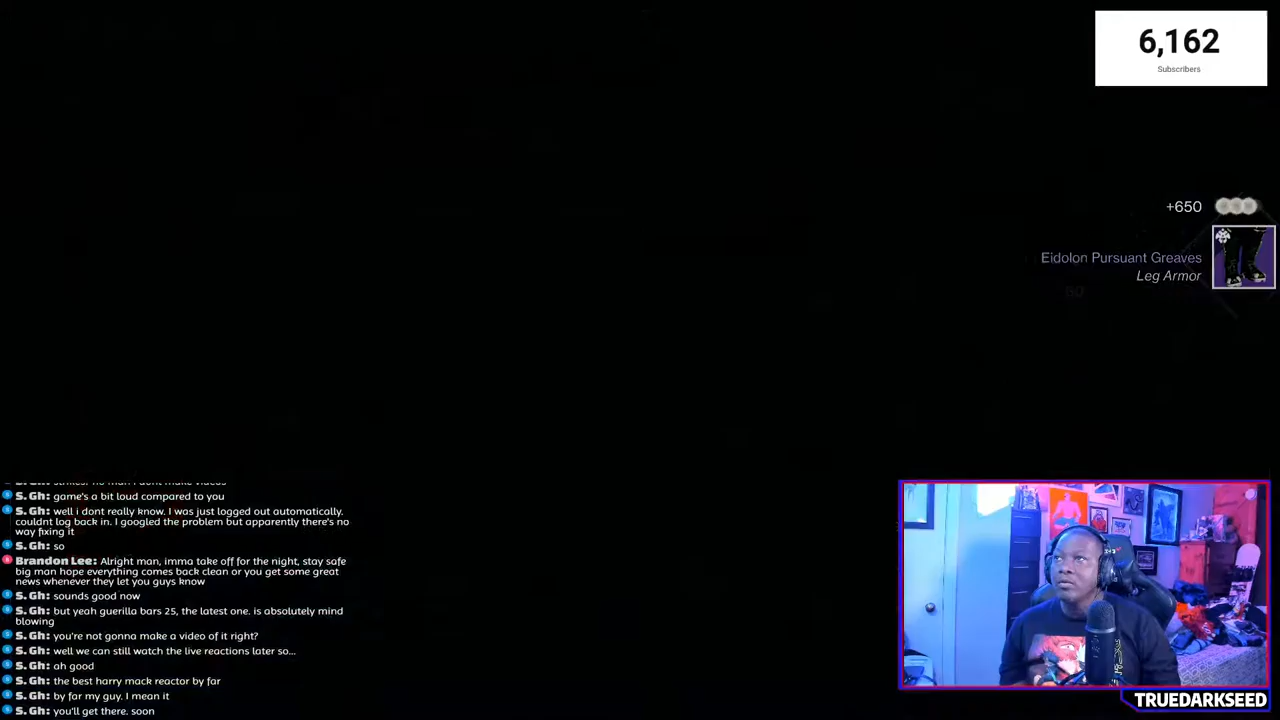 6,162
Subscribers
+650
Eidolon Pursuant Greaves
Leg Armor
S. Gh: strikes? no man i dont make videos
S. Gh: game's a bit loud compared to you
S. Gh: well i dont really know. I was just logged out automatically.
couldnt log back in. I googled the problem but apparently there's no
way fixing it
S. Gh: so
Brandon Lee: Alright man, imma take off for the night, stay safe
big man hope everything comes back clean or you get some great
news whenever they let you guys know
S. Gh: sounds good now
S. Gh: but yeah guerilla bars 25, the latest one. is absolutely mind
blowing
S. Gh: you're not gonna make a video of it right?
S. Gh: well we can still watch the live reactions later so...
S. Gh: ah good
S. Gh: the best harry mack reactor by far
S. Gh: by far my guy. I mean it
S. Gh: you'll get there. soon
TRUEDARKSEED